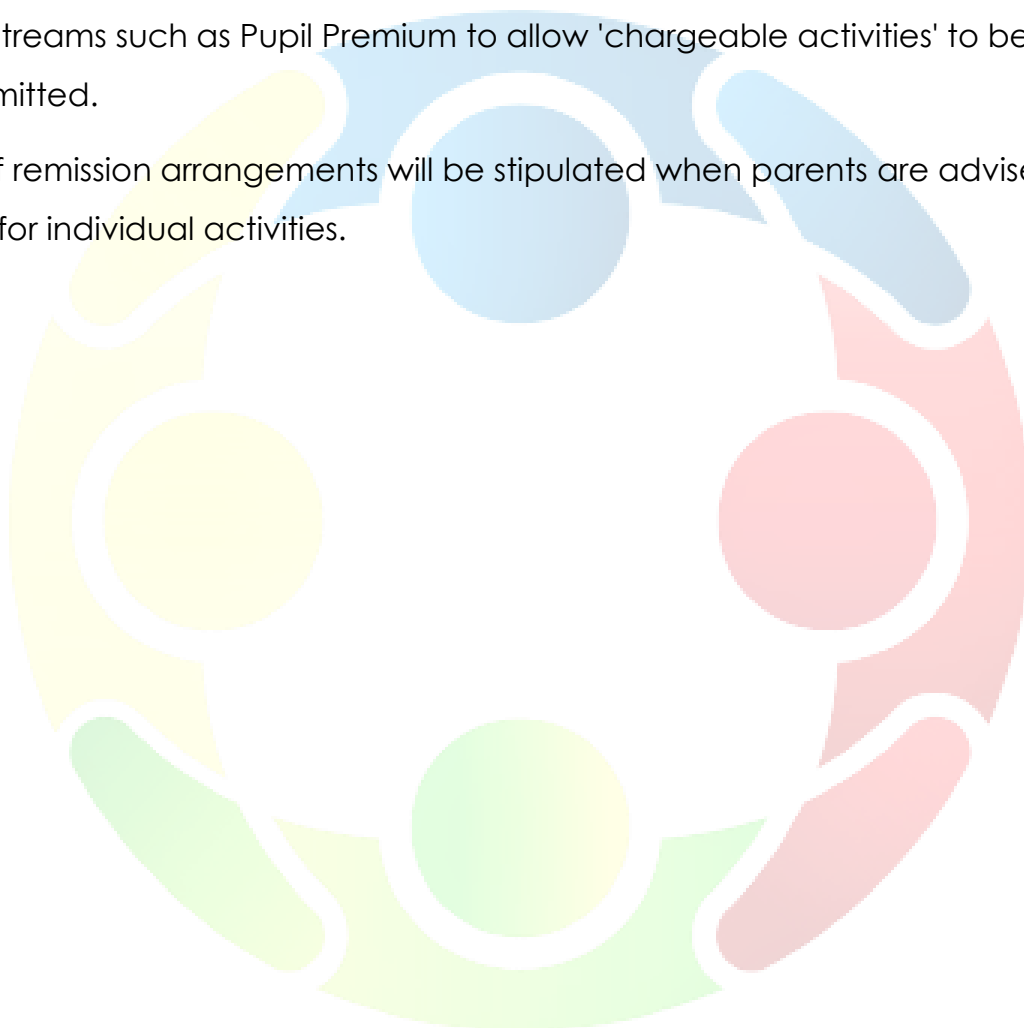 treams such as Pupil Premium to allow 'chargeable activities' to be
mitted.
f remission arrangements will be stipulated when parents are advise
for individual activities.